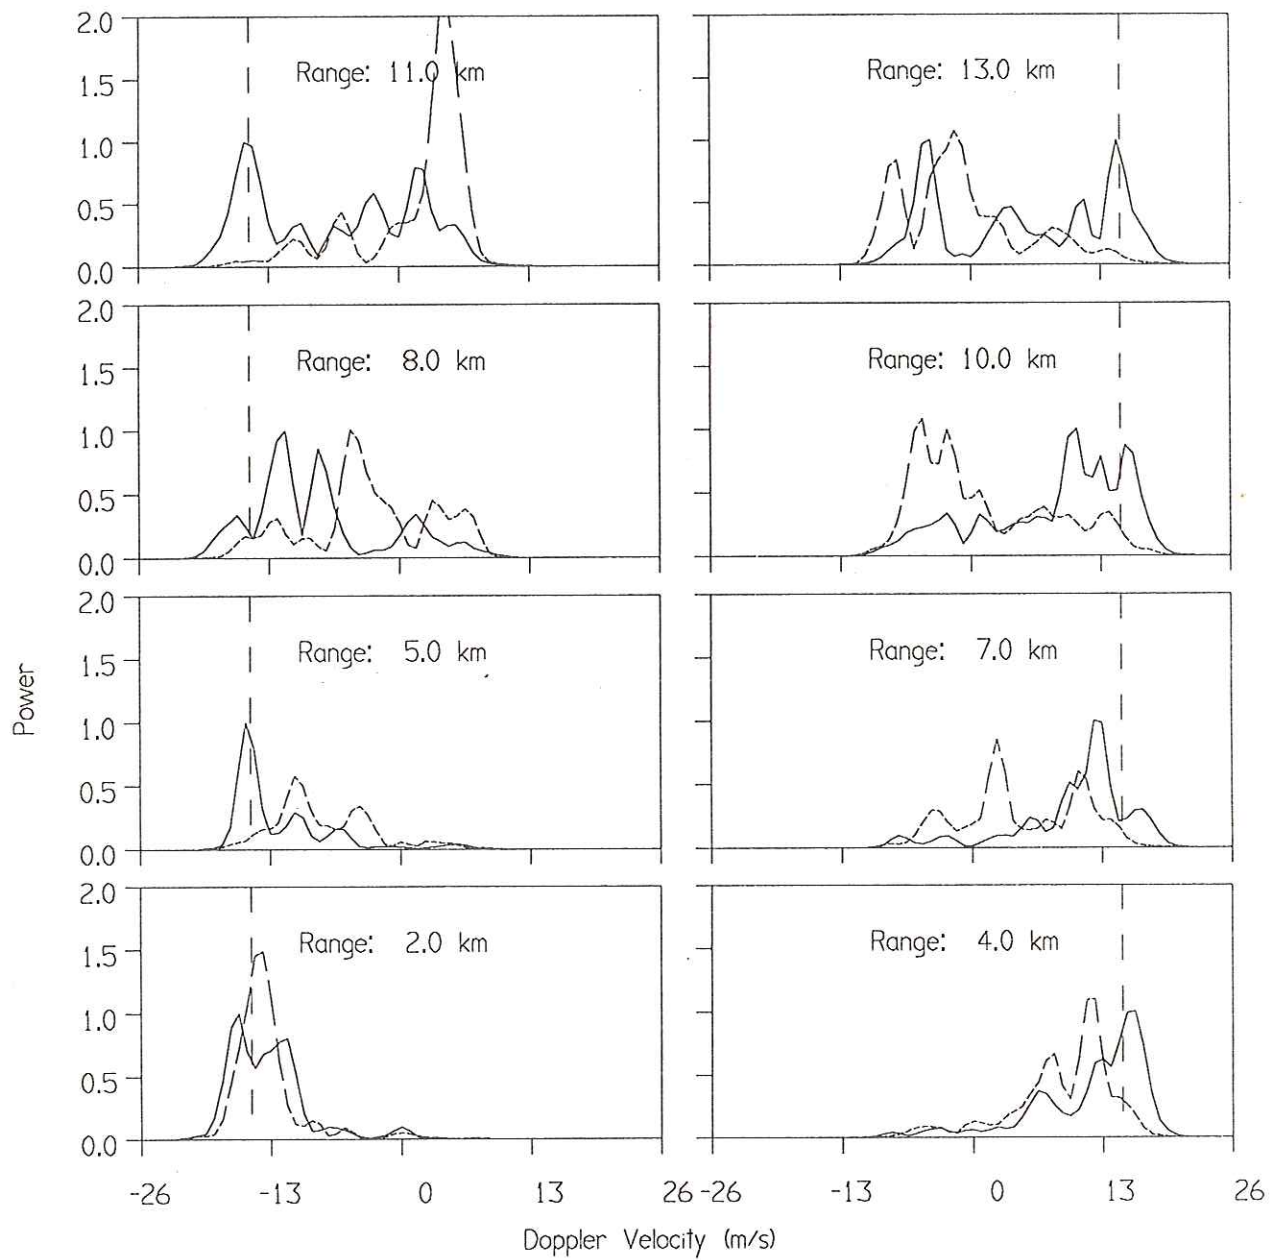 2.0
1.5
1.0
0.5
0.0
Range: 11.0 km
Range: 13.0 km
2.0
1.5
1.0
0.5
0.0
Range: 8.0 km
Range: 10.0 km
2.0
1.5
1.0
0.5
0.0
Range: 5.0 km
Range: 7.0 km
2.0
1.5
1.0
0.5
0.0
Range: 2.0 km
Range: 4.0 km
Power
-26 -13 0 13 26
-26 -13 0 13 26
Doppler Velocity (m/s)